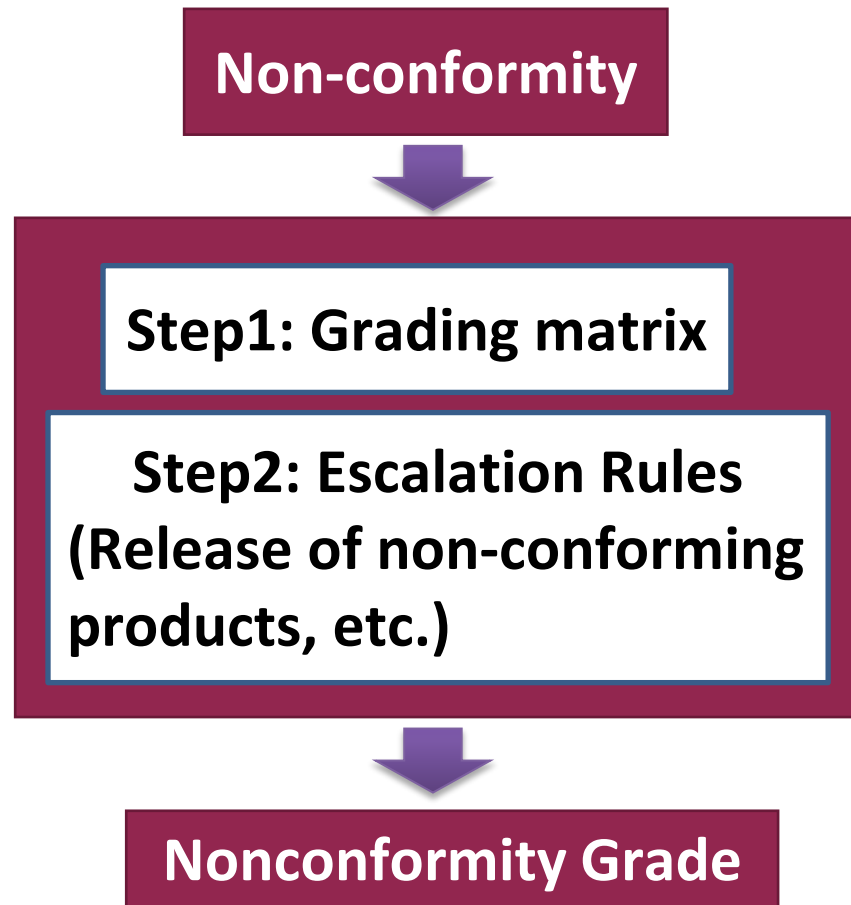 Non-conformity
Step1: Grading matrix
Step2: Escalation Rules
(Release of non-conforming
products, etc.)
Nonconformity Grade